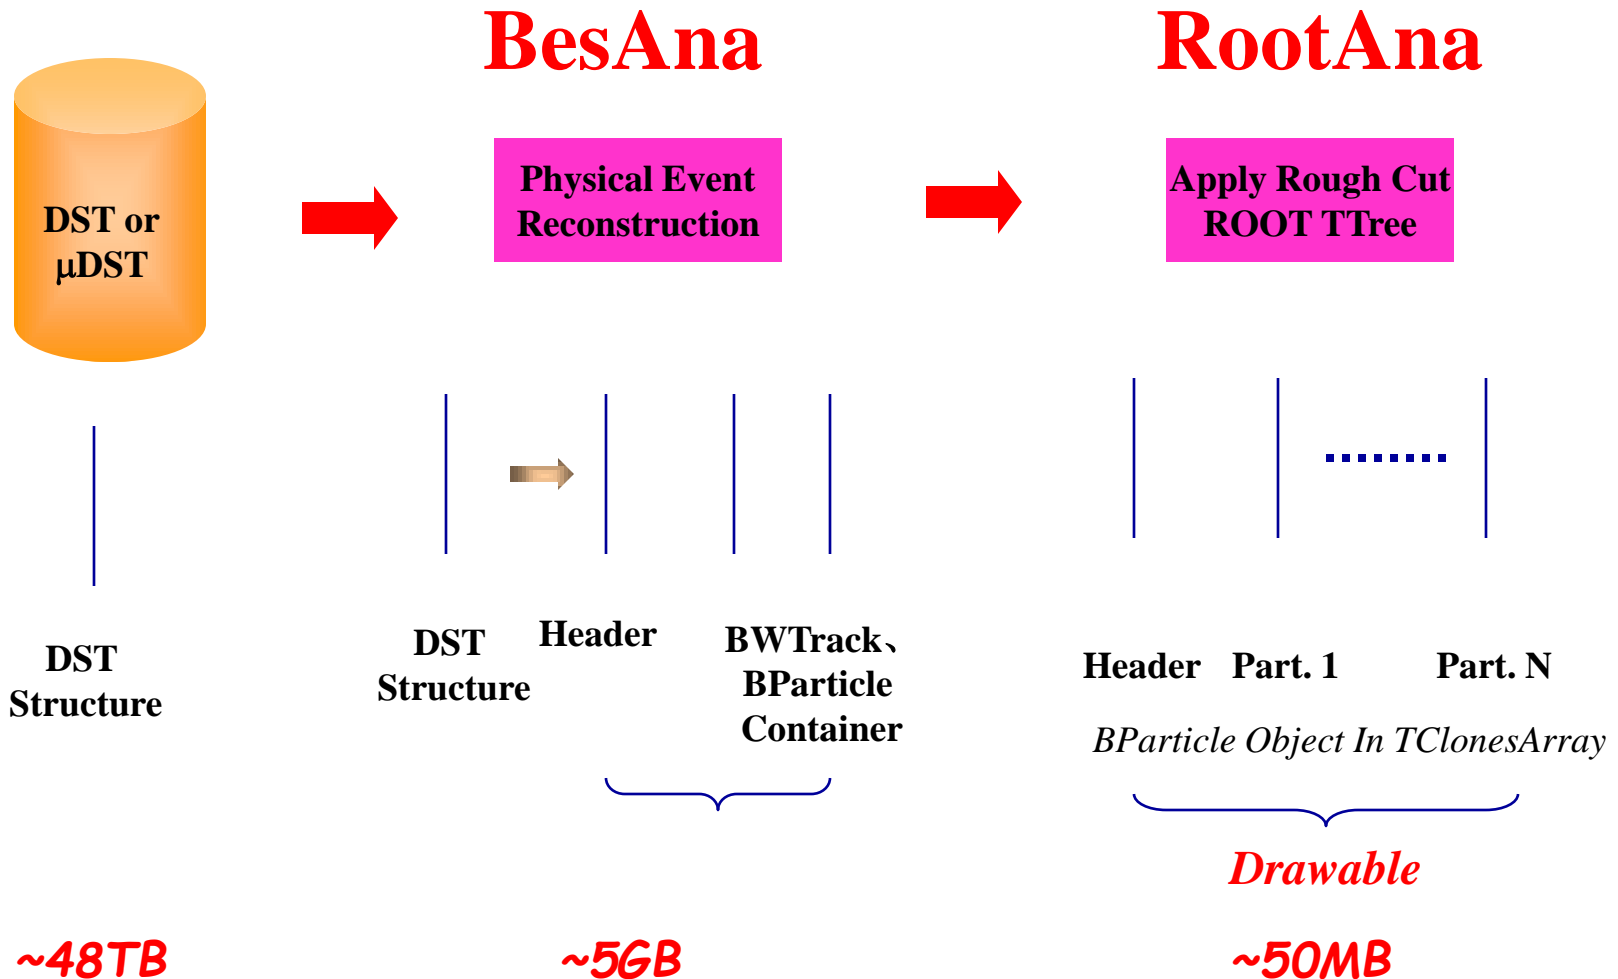 BesAna
RootAna
DST or
μDST
Physical Event
Reconstruction
Apply Rough Cut
ROOT TTree
DST
Structure
DST
Structure
Header
BWTrack、
BParticle
Container
Header
Part. 1
Part. N
BParticle Object In TClonesArray
Drawable
~48TB
~5GB
~50MB